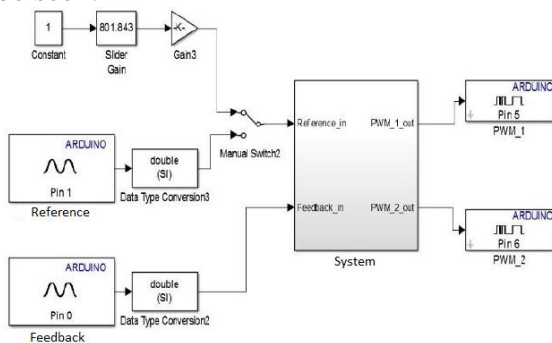 1
Constant
801.843
Slider
Gain
-K-
Gain3
ARDUINO
Pin 1
Reference
double
(SI)
Data Type Conversion3
Manual Switch2
Reference_in
PWM_1_out
Feedback_in
PWM_2_out
System
ARDUINO
Pin 5
PWM_1
ARDUINO
Pin 6
PWM_2
ARDUINO
Pin 0
Feedback
double
(SI)
Data Type Conversion2